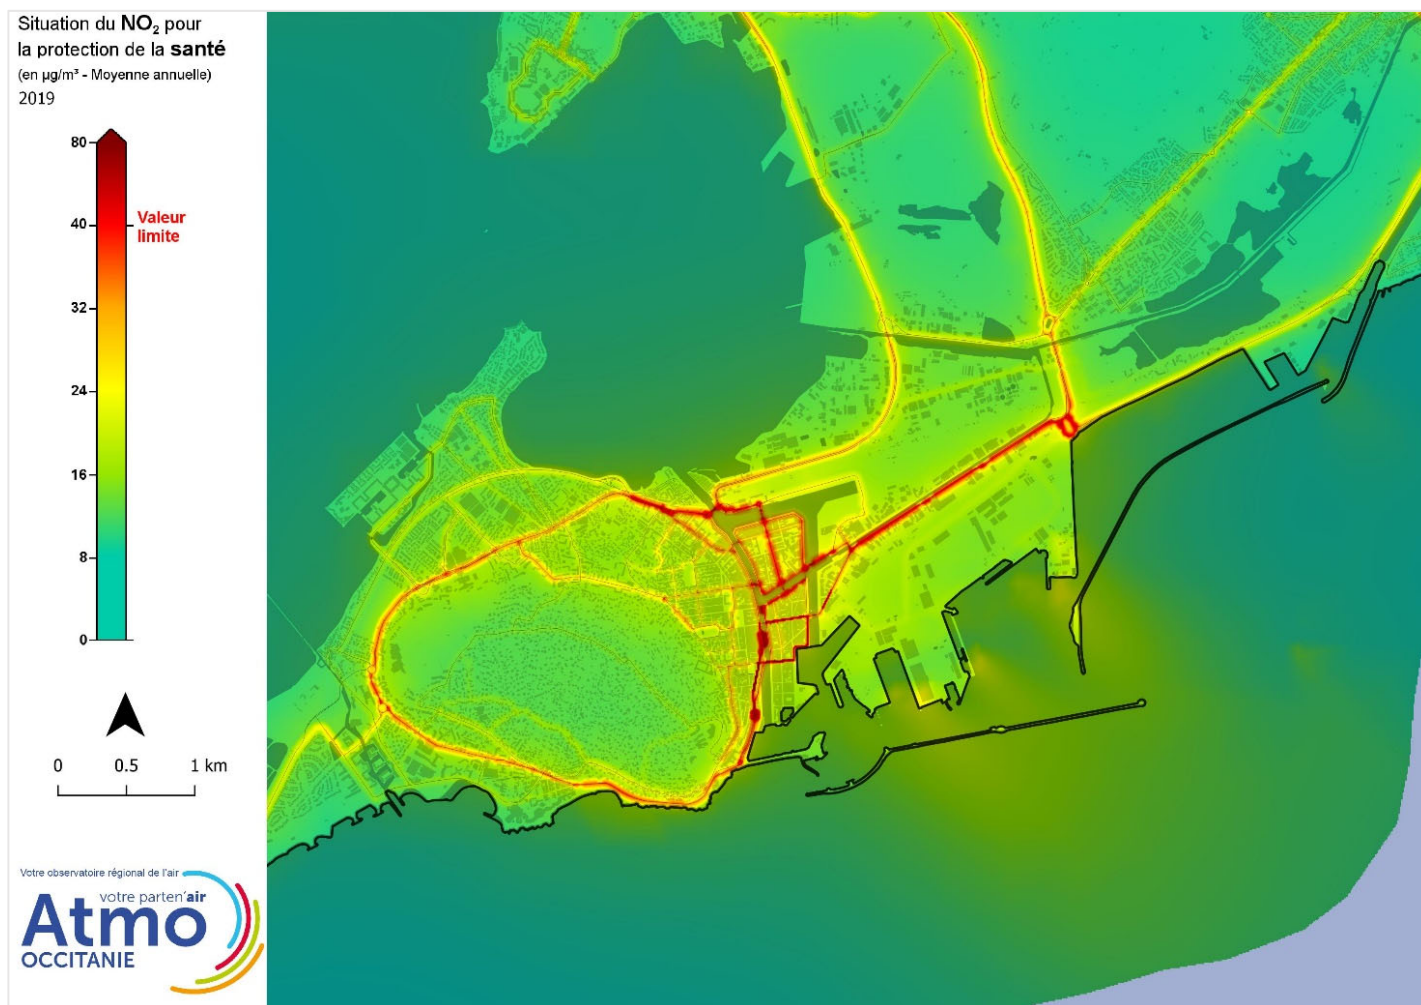 Situation du NO₂ pour
la protection de la santé
(en µg/m³ - Moyenne annuelle)
2019
80
40
Valeur
limite
32
24
16
8
0
0 0.5 1 km
Votre observatoire régional de l'air
votre parten'air
Atmo
OCCITANIE